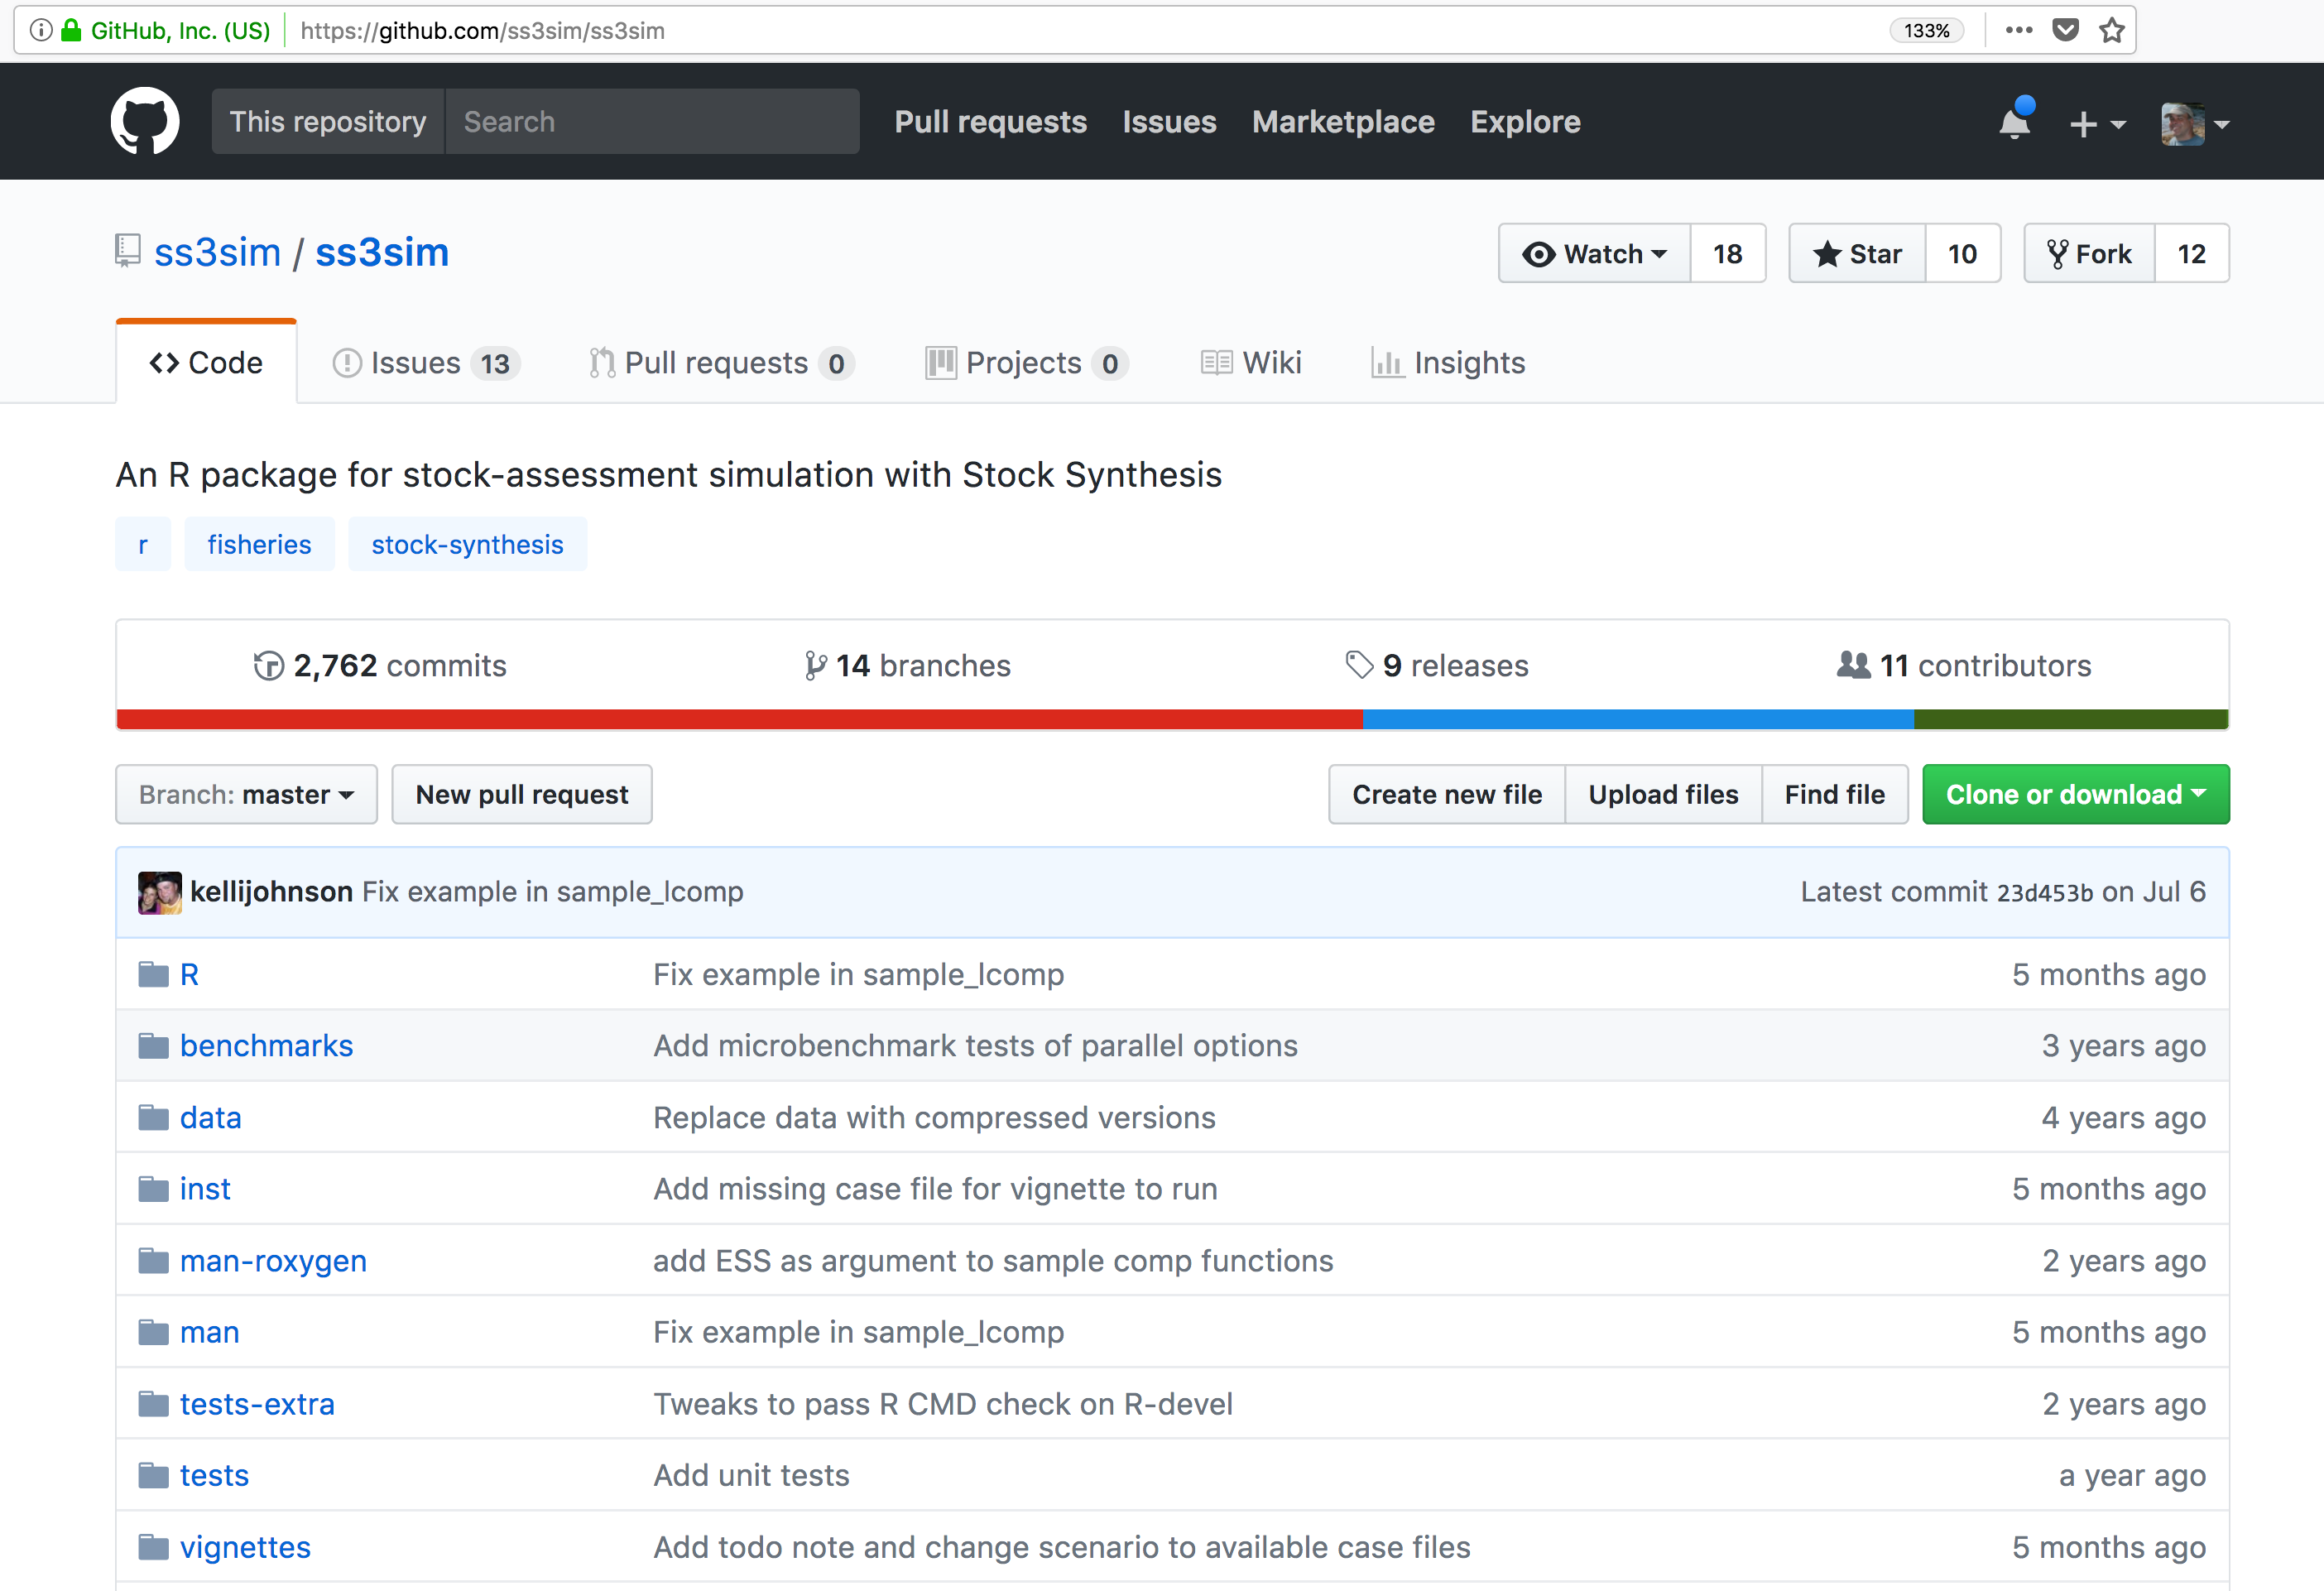 GitHub, Inc. (US) https://github.com/ss3sim/ss3sim 133%
This repository Search Pull requests Issues Marketplace Explore
ss3sim / ss3sim Watch 18 Star 10 Fork 12
Code Issues 13 Pull requests 0 Projects 0 Wiki Insights
An R package for stock-assessment simulation with Stock Synthesis
r fisheries stock-synthesis
2,762 commits 14 branches 9 releases 11 contributors
Branch: master New pull request Create new file Upload files Find file Clone or download
kellijohnson Fix example in sample_lcomp Latest commit 23d453b on Jul 6
R Fix example in sample_lcomp 5 months ago
benchmarks Add microbenchmark tests of parallel options 3 years ago
data Replace data with compressed versions 4 years ago
inst Add missing case file for vignette to run 5 months ago
man-roxygen add ESS as argument to sample comp functions 2 years ago
man Fix example in sample_lcomp 5 months ago
tests-extra Tweaks to pass R CMD check on R-devel 2 years ago
tests Add unit tests a year ago
vignettes Add todo note and change scenario to available case files 5 months ago